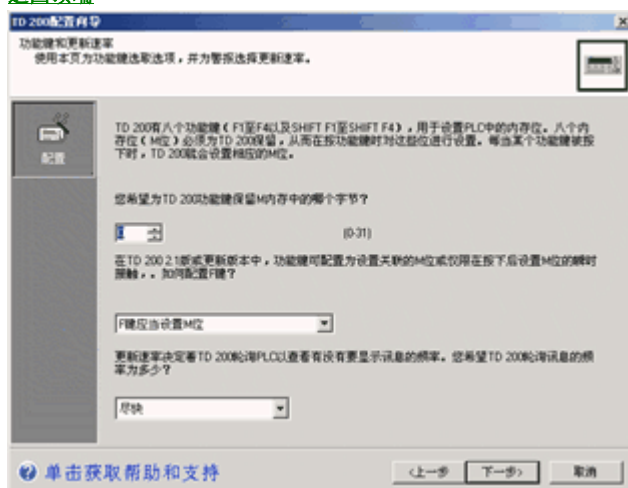 TD 200配置向导
功能键和更新速率
使用本页为功能键选取选项，并为警报选择更新速率。
配置
TD 200有八个功能键（F1至F4以及SHIFT F1至SHIFT F4），用于设置PLC中的内存位。八个内
存位（M位）必须为TD 200保留，从而在按功能键时对这些位进行设置。每当某个功能键被按
下时，TD 200就会设置相应的M位。
您希望为TD 200功能键保留M内存中的哪个字节？
(0-31)
在TD 200 2.1版或更新版本中，功能键可配置为设置关联的M位或仅用在按下后设置M位的瞬时
接触，. 如何配置F键？
F键应当设置M位
更新速率决定着TD 200轮询PLC以查看有没有要显示讯息的频率。您希望TD 200轮询讯息的频
率为多少？
尽快
单击获取帮助和支持
<上一步 下一步> 取消